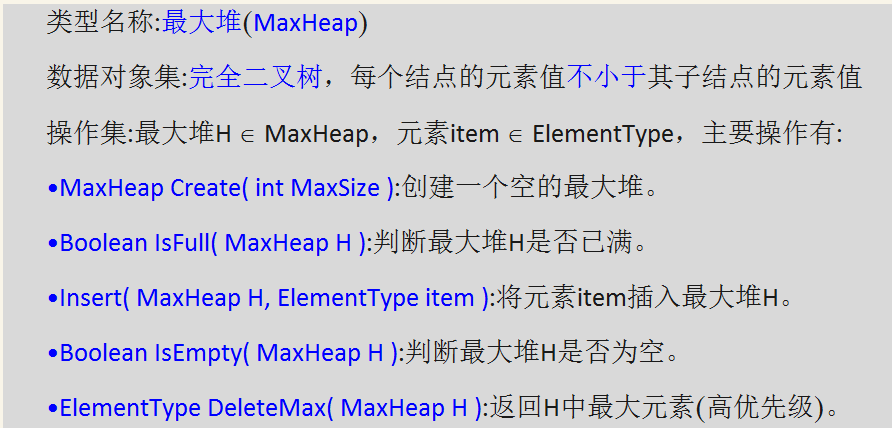 类型名称:最大堆(MaxHeap)
数据对象集:完全二叉树，每个结点的元素值不小于其子结点的元素值
操作集:最大堆H ∈ MaxHeap，元素item ∈ ElementType，主要操作有:
•MaxHeap Create( int MaxSize ):创建一个空的最大堆。
•Boolean IsFull( MaxHeap H ):判断最大堆H是否已满。
•Insert( MaxHeap H, ElementType item ):将元素item插入最大堆H。
•Boolean IsEmpty( MaxHeap H ):判断最大堆H是否为空。
•ElementType DeleteMax( MaxHeap H ):返回H中最大元素(高优先级)。